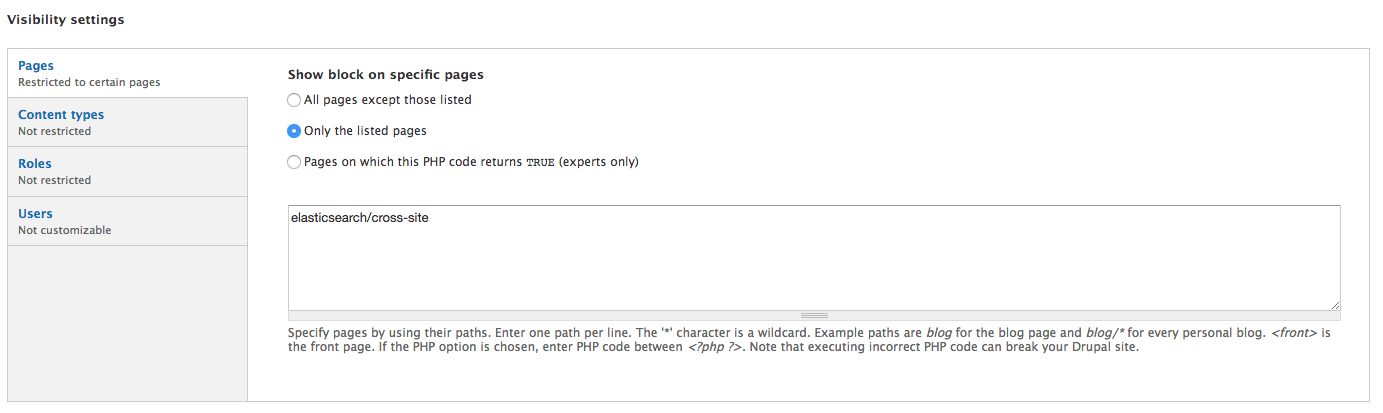 Visibility settings
Pages
Restricted to certain pages
Content types
Not restricted
Roles
Not restricted
Users
Not customizable
Show block on specific pages
All pages except those listed
Only the listed pages
Pages on which this PHP code returns TRUE (experts only)
elasticsearch/cross-site
Specify pages by using their paths. Enter one path per line. The '*' character is a wildcard. Example paths are blog for the blog page and blog/* for every personal blog. <front> is
the front page. If the PHP option is chosen, enter PHP code between <?php ?>. Note that executing incorrect PHP code can break your Drupal site.